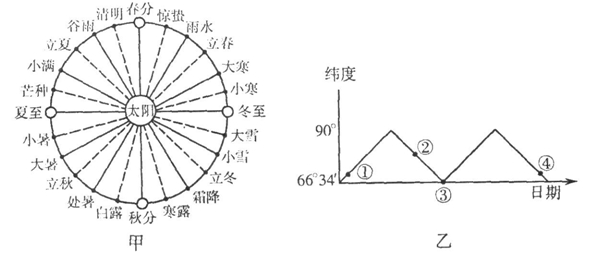 春分
清明
惊蛰
谷雨
雨水
立夏
立春
小满
大寒
芒种
小寒
夏至
太阳
冬至
小暑
大雪
大暑
小雪
立秋
立冬
处暑
霜降
白露
秋分
寒露
甲
纬度
90°
66°34′
①
②
③
④
日期
乙